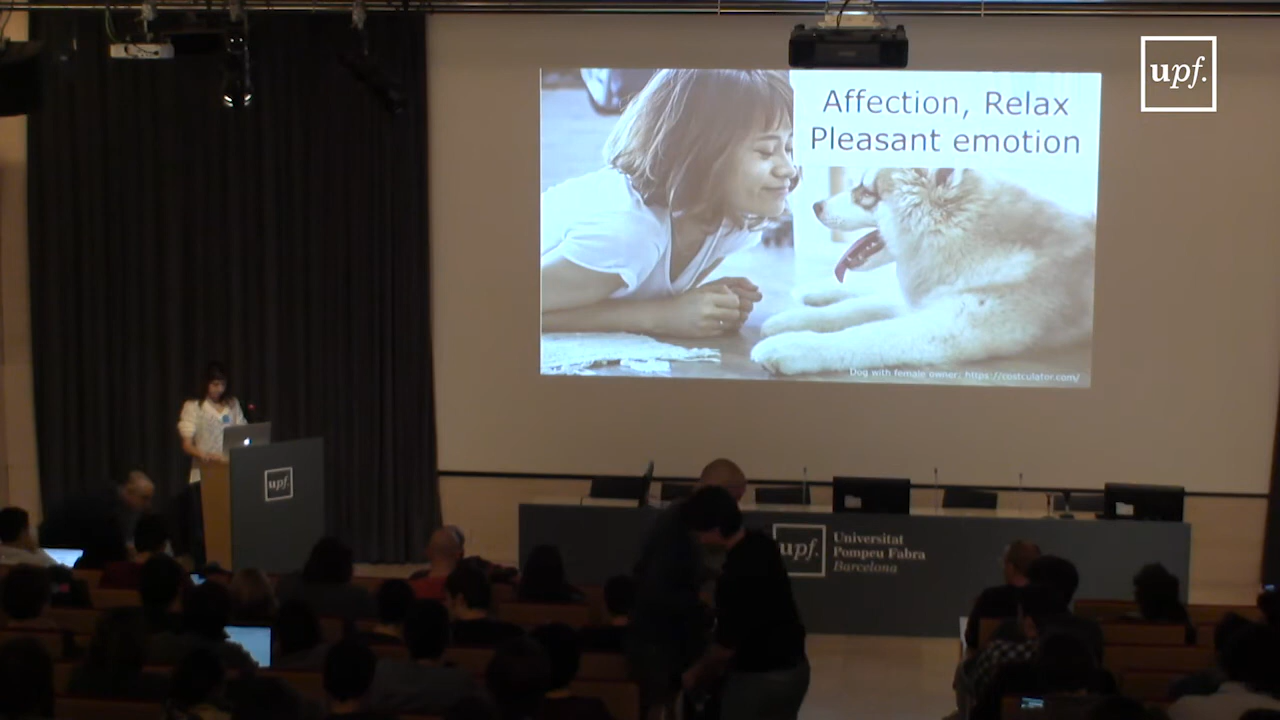 upf.
Affection, Relax
Pleasant emotion
Dog with female owner: https://costculator.com/
upf.
upf.
Universitat
Pompeu Fabra
Barcelona